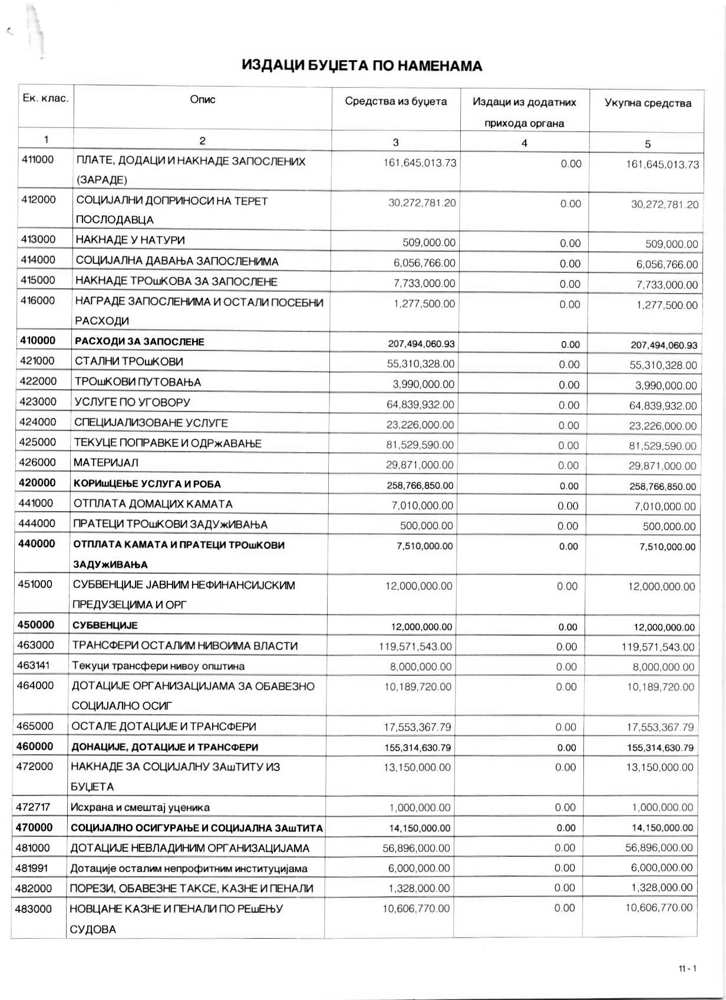 ИЗДАЦИ БУЏЕТА ПО НАМЕНАМА
Ек. клас. Опис Средства из буџета Издаци из додатних прихода органа Укупна средства
1 2 3 4 5
411000 ПЛАТЕ, ДОДАЦИ И НАКНАДЕ ЗАПОСЛЕНИХ 161,645,013.73 0.00 161,645,013.73
(ЗАРАДЕ)
412000 СОЦИЈАЛНИ ДОПРИНОСИ НА ТЕРЕТ 30,272,781.20 0.00 30,272,781.20
ПОСЛОДАВЦА
413000 НАКНАДЕ У НАТУРИ 509,000.00 0.00 509,000.00
414000 СОЦИЈАЛНА ДАВАЊА ЗАПОСЛЕНИМА 6,056,766.00 0.00 6,056,766.00
415000 НАКНАДЕ ТРОшКОВА ЗА ЗАПОСЛЕНЕ 7,733,000.00 0.00 7,733,000.00
416000 НАГРАДЕ ЗАПОСЛЕНИМА И ОСТАЛИ ПОСЕБНИ 1,277,500.00 0.00 1,277,500.00
РАСХОДИ
410000 РАСХОДИ ЗА ЗАПОСЛЕНЕ 207,494,060.93 0.00 207,494,060.93
421000 СТАЛНИ ТРОшКОВИ 55,310,328.00 0.00 55,310,328.00
422000 ТРОшКОВИ ПУТОВАЊА 3,990,000.00 0.00 3,990,000.00
423000 УСЛУГЕ ПО УГОВОРУ 64,839,932.00 0.00 64,839,932.00
424000 СПЕЦИЈАЛИЗОВАНЕ УСЛУГЕ 23,226,000.00 0.00 23,226,000.00
425000 ТЕКУЦЕ ПОПРАВКЕ И ОДРжАВАЊЕ 81,529,590.00 0.00 81,529,590.00
426000 МАТЕРИЈАЛ 29,871,000.00 0.00 29,871,000.00
420000 КОРИшЦЕЊЕ УСЛУГА И РОБА 258,766,850.00 0.00 258,766,850.00
441000 ОТПЛАТА ДОМАЦИХ КАМАТА 7,010,000.00 0.00 7,010,000.00
444000 ПРАТЕЦИ ТРОшКОВИ ЗАДУжИВАЊА 500,000.00 0.00 500,000.00
440000 ОТПЛАТА КАМАТА И ПРАТЕЦИ ТРОшКОВИ 7,510,000.00 0.00 7,510,000.00
ЗАДУжИВАЊА
451000 СУБВЕНЦИЈЕ ЈАВНИМ НЕФИНАНСИЈСКИМ 12,000,000.00 0.00 12,000,000.00
ПРЕДУЗЕЦИМА И ОРГ
450000 СУБВЕНЦИЈЕ 12,000,000.00 0.00 12,000,000.00
463000 ТРАНСФЕРИ ОСТАЛИМ НИВОИМА ВЛАСТИ 119,571,543.00 0.00 119,571,543.00
463141 Текуци трансфери нивоу општина 8,000,000.00 0.00 8,000,000.00
464000 ДОТАЦИЈЕ ОРГАНИЗАЦИЈАМА ЗА ОБАВЕЗНО 10,189,720.00 0.00 10,189,720.00
СОЦИЈАЛНО ОСИГ
465000 ОСТАЛЕ ДОТАЦИЈЕ И ТРАНСФЕРИ 17,553,367.79 0.00 17,553,367.79
460000 ДОНАЦИЈЕ, ДОТАЦИЈЕ И ТРАНСФЕРИ 155,314,630.79 0.00 155,314,630.79
472000 НАКНАДЕ ЗА СОЦИЈАЛНУ ЗАшТИТУ ИЗ 13,150,000.00 0.00 13,150,000.00
БУЏЕТА
472717 Исхрана и смештај уценика 1,000,000.00 0.00 1,000,000.00
470000 СОЦИЈАЛНО ОСИГУРАЊЕ И СОЦИЈАЛНА ЗАшТИТА 14,150,000.00 0.00 14,150,000.00
481000 ДОТАЦИЈЕ НЕВЛАДИНИМ ОРГАНИЗАЦИЈАМА 56,896,000.00 0.00 56,896,000.00
481991 Дотације осталим непрофитним институцијама 6,000,000.00 0.00 6,000,000.00
482000 ПОРЕЗИ, ОБАВЕЗНЕ ТАКСЕ, КАЗНЕ И ПЕНАЛИ 1,328,000.00 0.00 1,328,000.00
483000 НОВЦАНЕ КАЗНЕ И ПЕНАЛИ ПО РЕшЕЊУ 10,606,770.00 0.00 10,606,770.00
СУДОВА
11 - 1